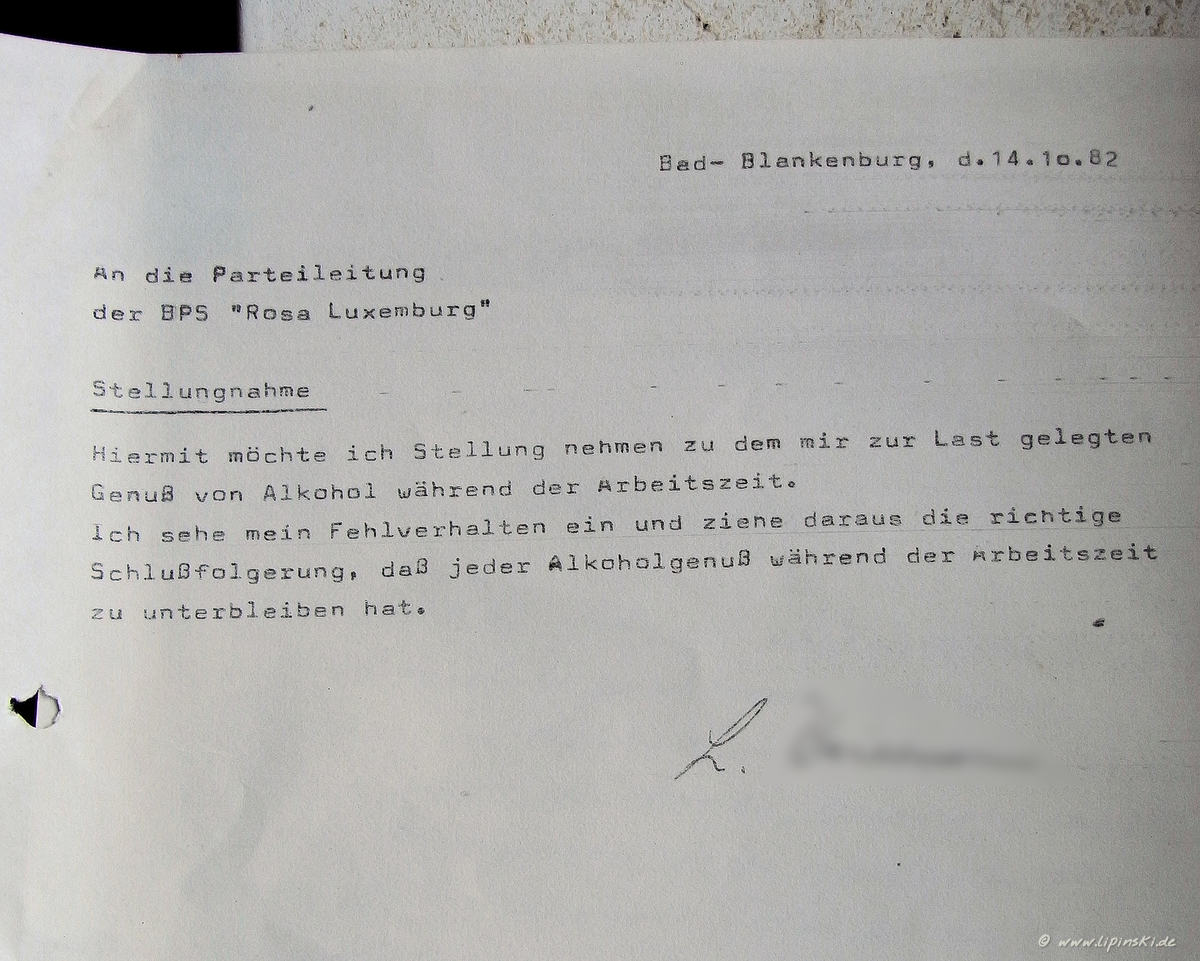 Bad- Blankenburg, d.14.10.82
An die Parteileitung
der BPS "Rosa Luxemburg"
Stellungnahme
Hiermit möchte ich Stellung nehmen zu dem mir zur Last gelegten
Genuß von Alkohol während der Arbeitszeit.
Ich sehe mein Fehlverhalten ein und ziehe daraus die richtige
Schlußfolgerung, daß jeder Alkoholgenuß während der Arbeitszeit
zu unterbleiben hat.
L.
© www.lipinski.de